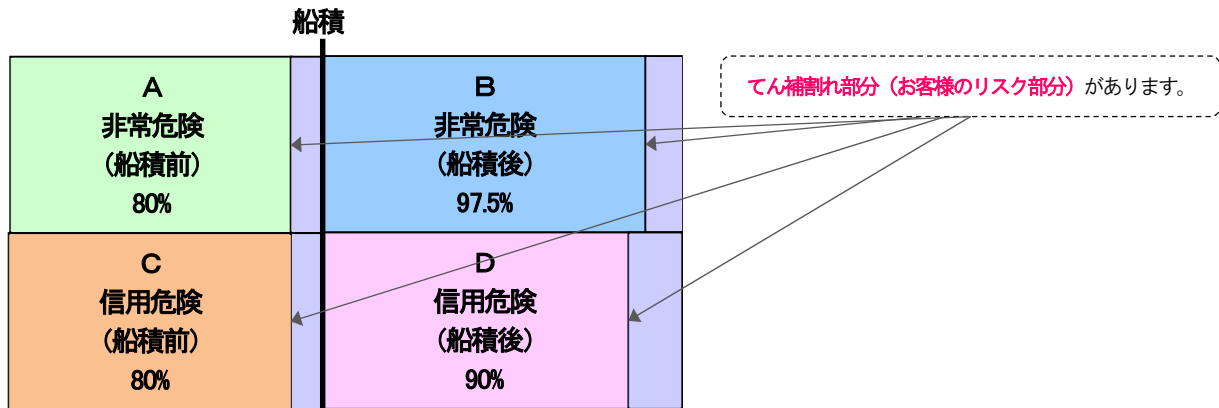 船積
A
非常危険
(船積前)
80%
B
非常危険
(船積後)
97.5%
てん補割れ部分(お客様のリスク部分)があります。
C
信用危険
(船積前)
80%
D
信用危険
(船積後)
90%